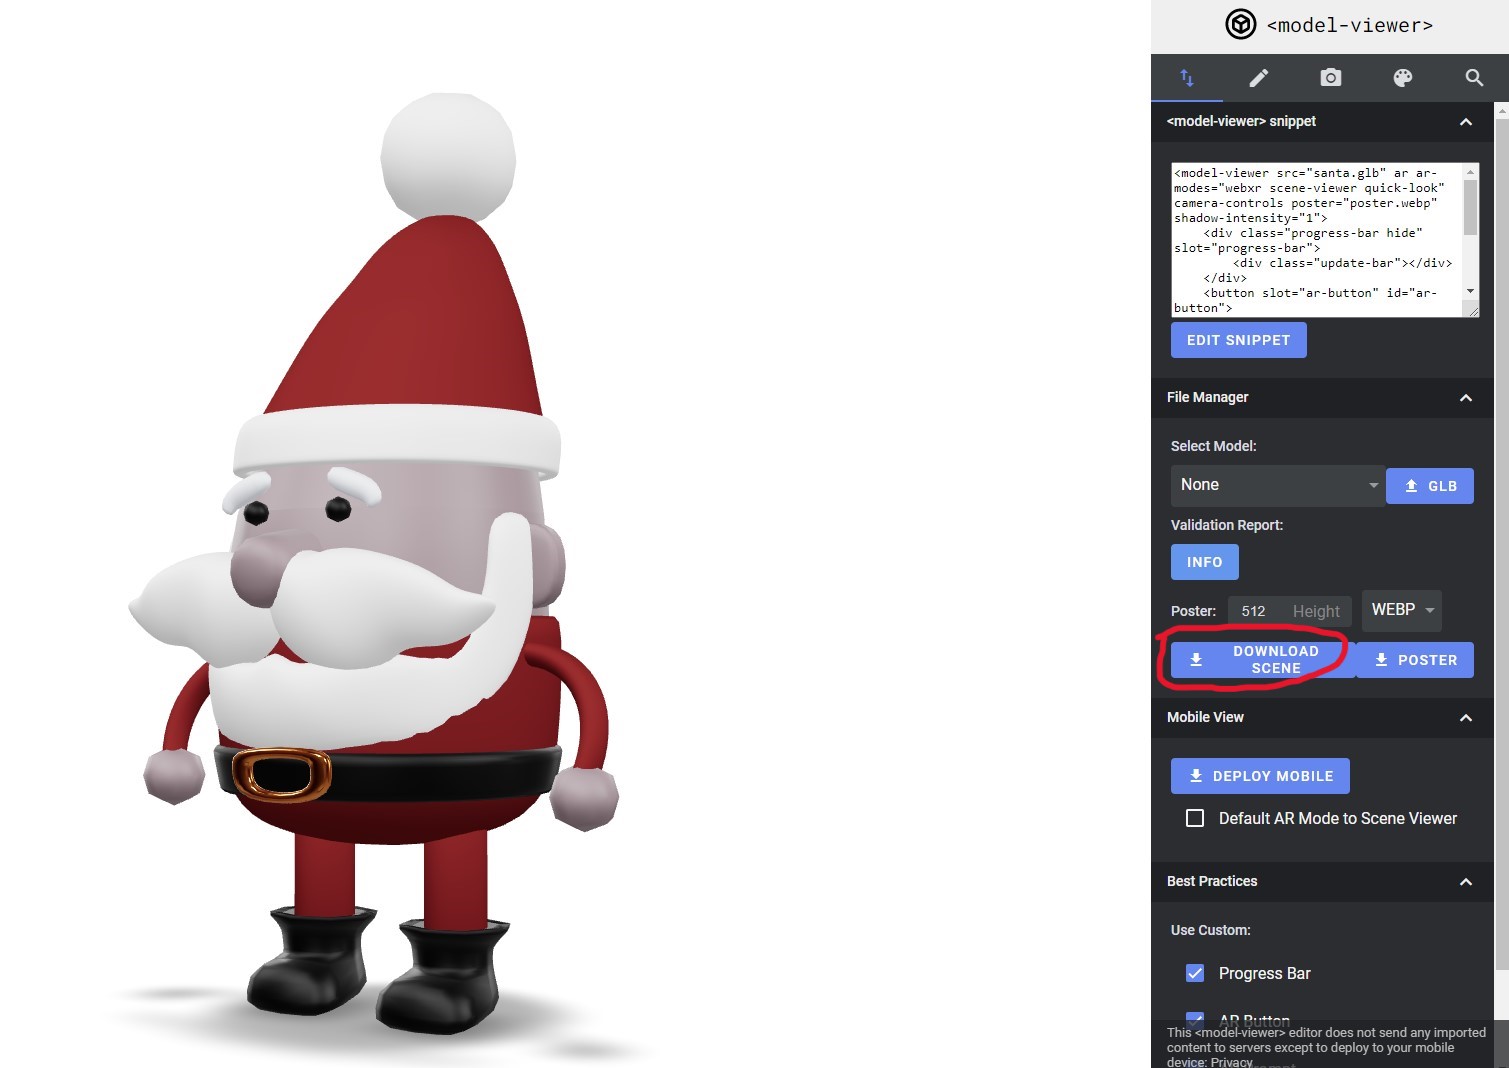 <model-viewer>
<model-viewer> snippet
<model-viewer src="santa.glb" ar ar-
modes="webxr scene-viewer quick-look"
camera-controls poster="poster.webp"
shadow-intensity="1">
<div class="progress-bar hide"
slot="progress-bar">
<div class="update-bar"></div>
</div>
<button slot="ar-button" id="ar-
button">
EDIT SNIPPET
File Manager
Select Model:
None
GLB
Validation Report:
INFO
Poster: 512 Height WEBP
DOWNLOAD
SCENE
POSTER
Mobile View
DEPLOY MOBILE
Default AR Mode to Scene Viewer
Best Practices
Use Custom:
Progress Bar
AR Button
This <model-viewer> editor does not send any imported
content to servers except to deploy to your mobile
device: Privacy